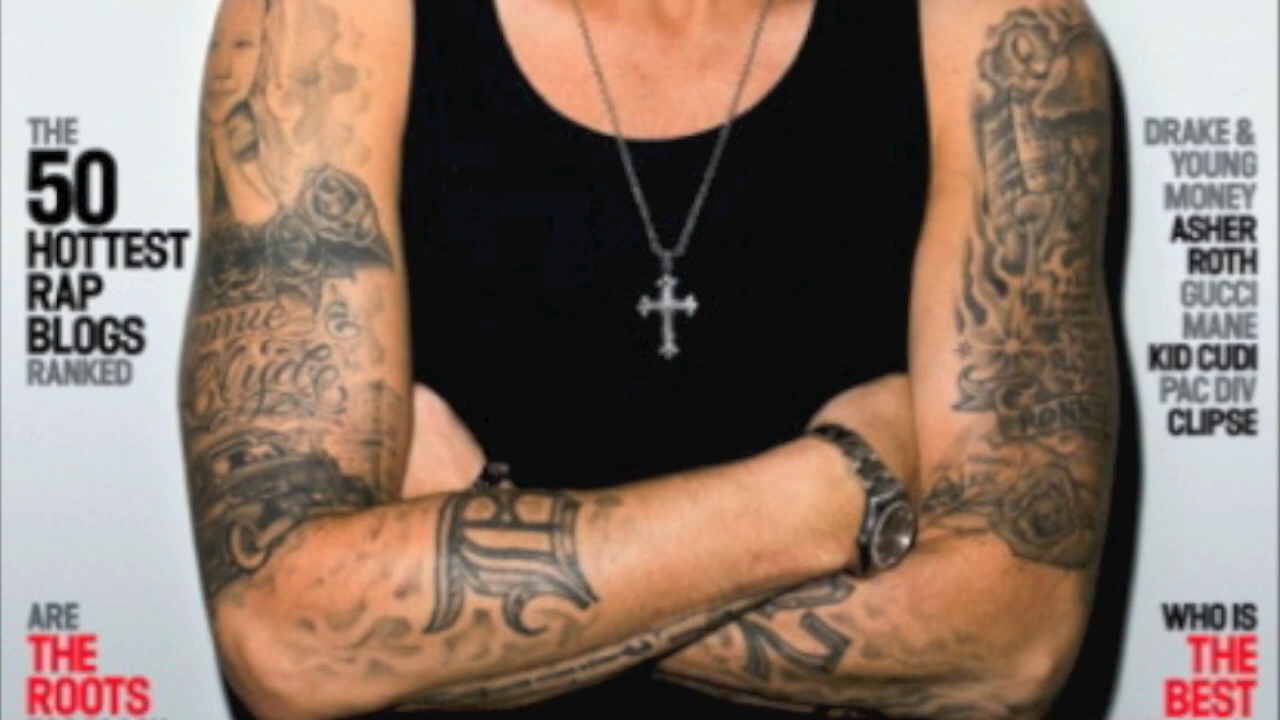 THE
50
HOTTEST
RAP
BLOGS
RANKED
ARE
THE
ROOTS
DRAKE &
YOUNG
MONEY
ASHER
ROTH
GUCCI
MANE
KID CUDI
PAC DIV
CLIPSE
WHO IS
THE
BEST